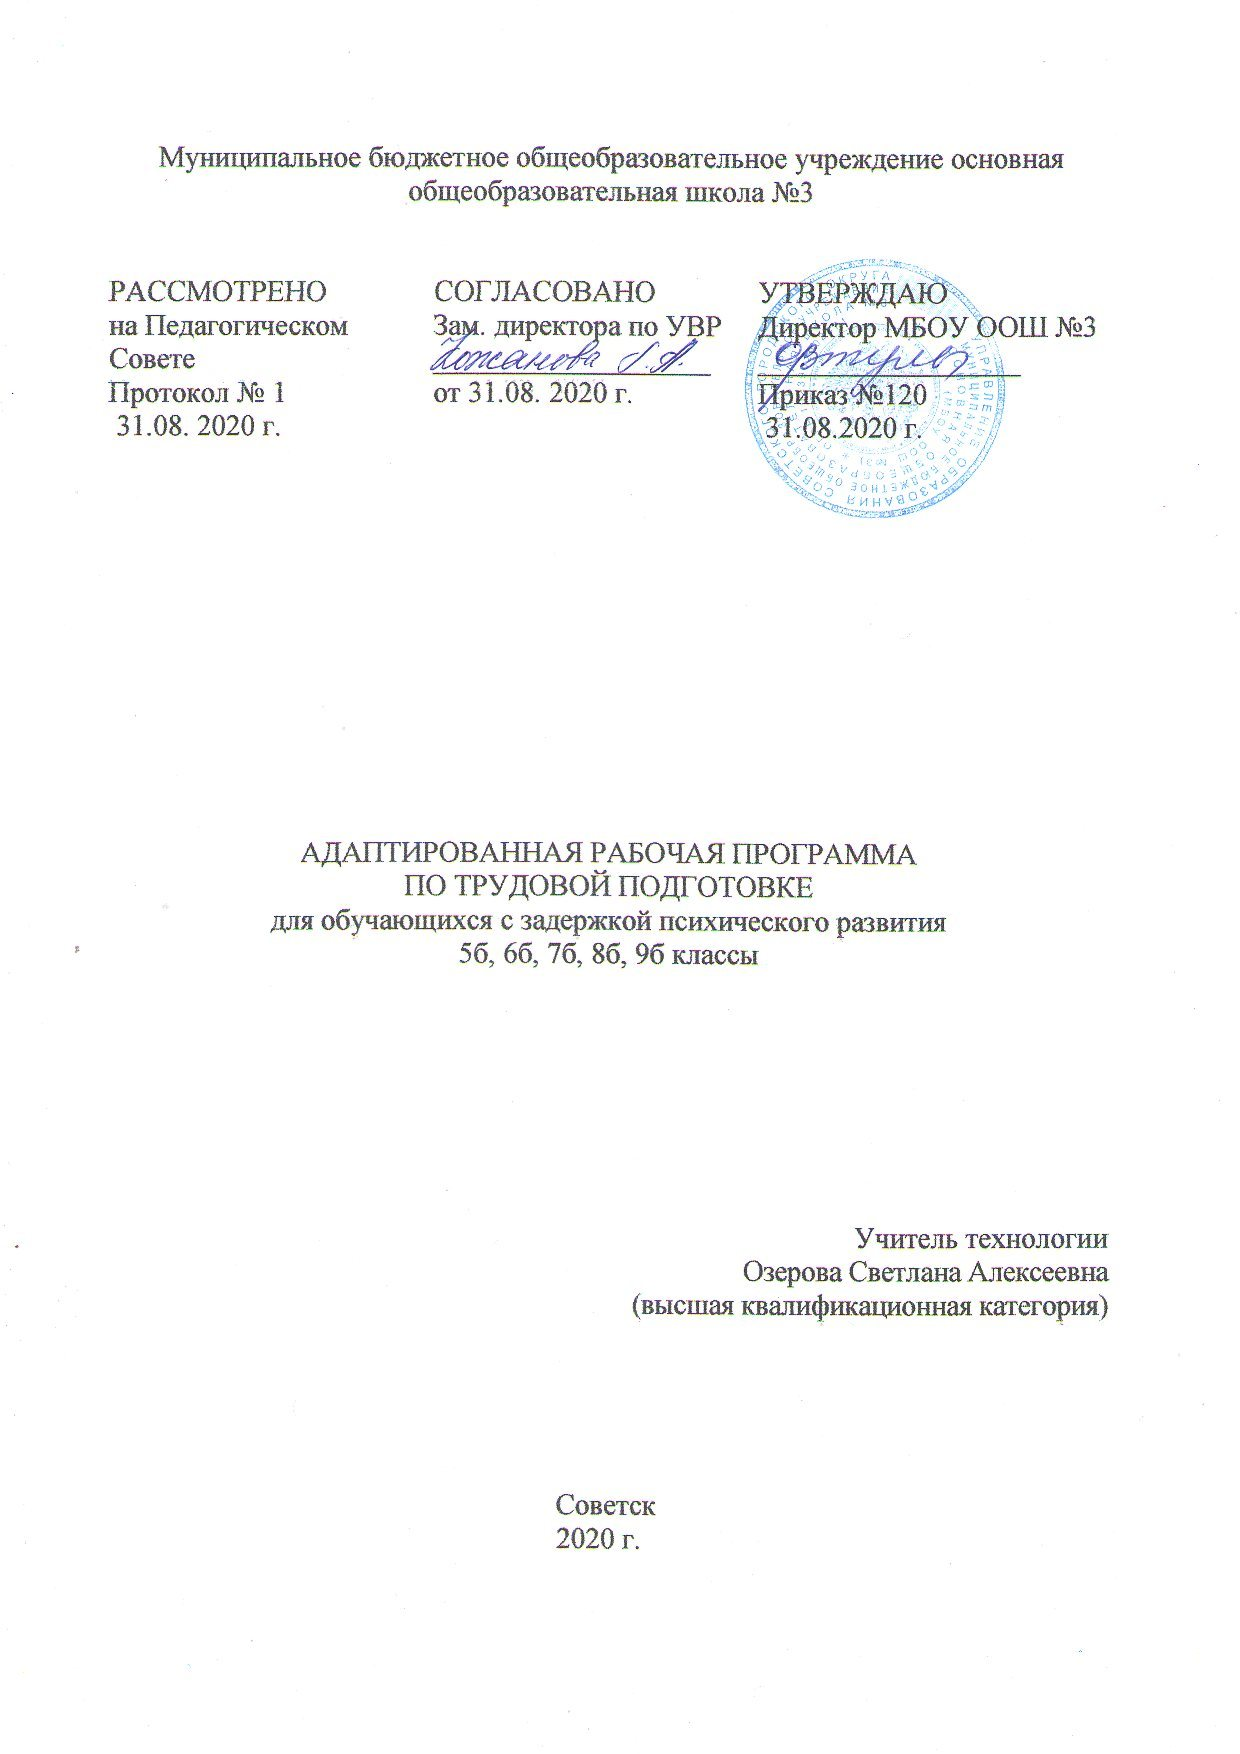 Муниципальное бюджетное общеобразовательное учреждение основная
общеобразовательная школа №3
РАССМОТРЕНО
на Педагогическом
Совете
Протокол № 1
31.08. 2020 г.
СОГЛАСОВАНО
Зам. директора по УВР
от 31.08. 2020 г.
УТВЕРЖДАЮ
Директор МБОУ ООШ №3
Приказ №120
31.08.2020 г.
АДАПТИРОВАННАЯ РАБОЧАЯ ПРОГРАММА
ПО ТРУДОВОЙ ПОДГОТОВКЕ
для обучающихся с задержкой психического развития
5б, 6б, 7б, 8б, 9б классы
Учитель технологии
Озерова Светлана Алексеевна
(высшая квалификационная категория)
Советск
2020 г.